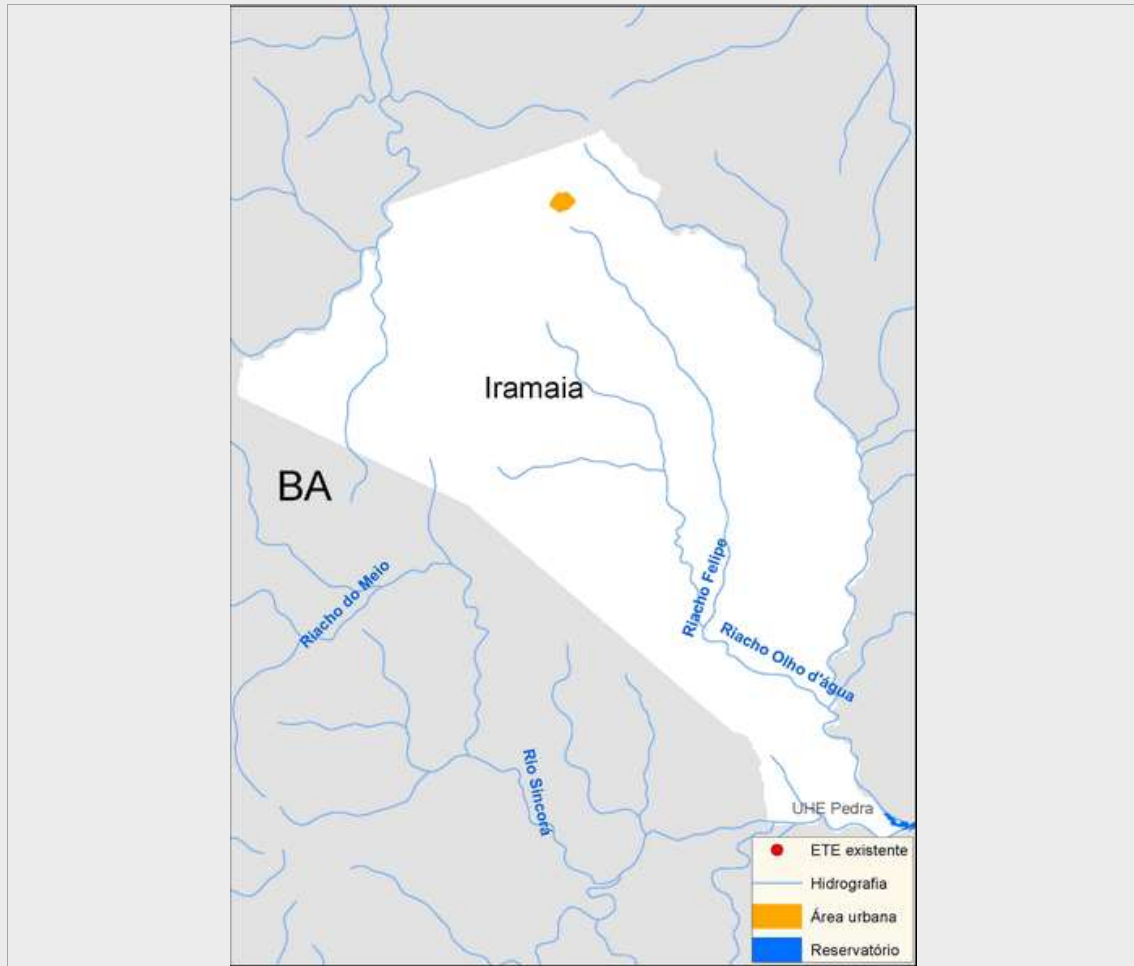 Iramaia
BA
Riacho Felipe
Riacho do Meio
Riacho Olho d'água
Rio Sincorá
UHE Pedra
ETE existente
Hidrografia
Área urbana
Reservatório